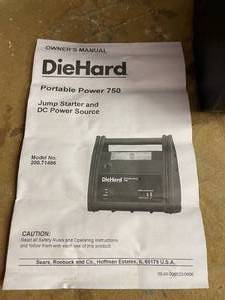 OWNER'S MANUAL
DieHard
Portable Power 750
Jump Starter and
DC Power Source
Model No.
200.71486
DieHard
CAUTION:
Read all Safety Rules and Operating Instructions
and follow them with each use of this product
Sears, Roebuck and Co., Hoffman Estates, IL 60179 U.S.A.